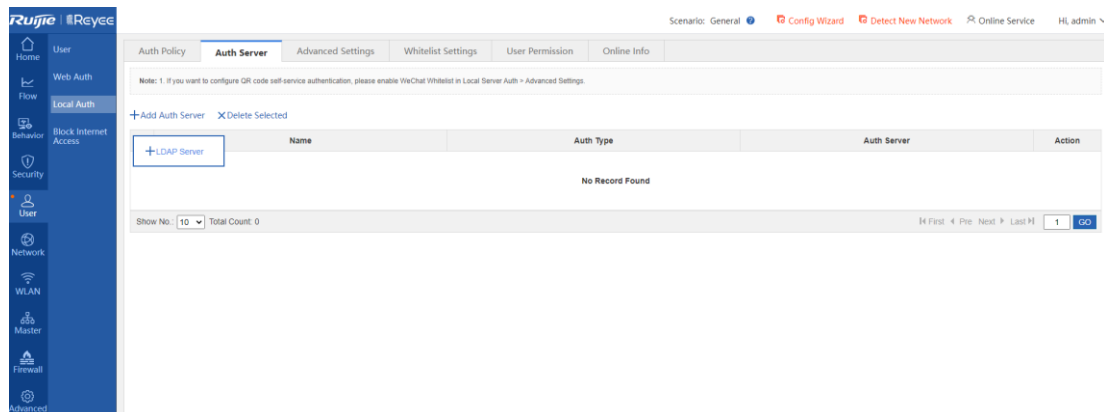 Ruijie | Reyee
Scenario: General ? Config Wizard Detect New Network Online Service Hi, admin
Home
Flow
Behavior
Security
User
Network
WLAN
Master
Firewall
Advanced
User
Web Auth
Local Auth
Block Internet
Access
Auth Policy Auth Server Advanced Settings Whitelist Settings User Permission Online Info
Note: 1. If you want to configure QR code self-service authentication, please enable WeChat Whitelist in Local Server Auth > Advanced Settings.
+Add Auth Server XDelete Selected
Name Auth Type Auth Server Action
+LDAP Server
No Record Found
Show No.: 10 Total Count: 0 First Pre Next Last 1 GO